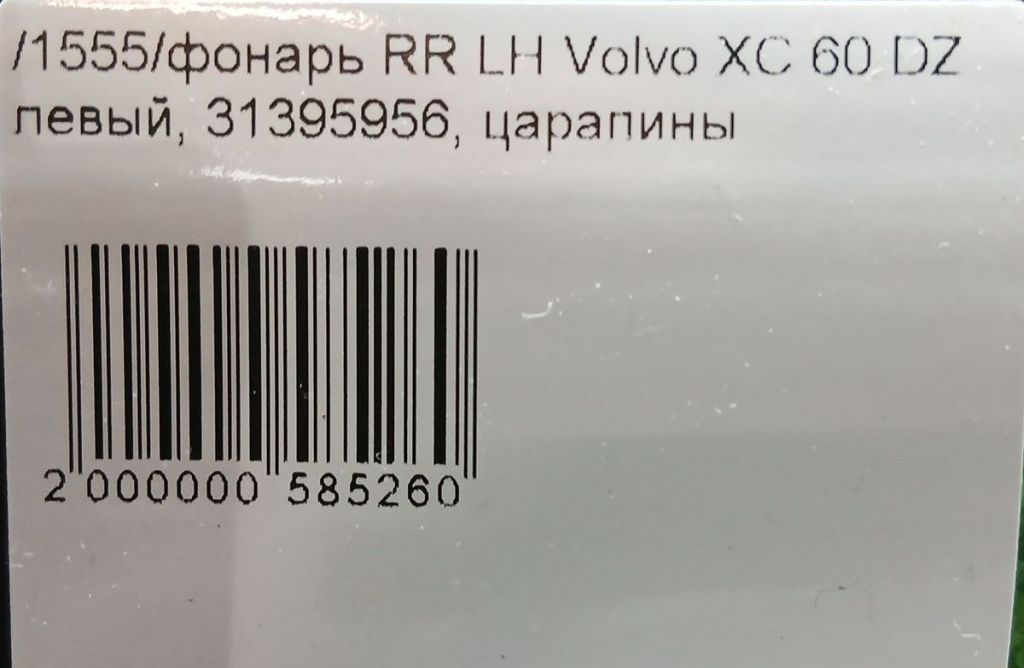 /1555/фонарь RR LH Volvo XC 60 DZ
левый, 31395956, царапины
2 000000 585260